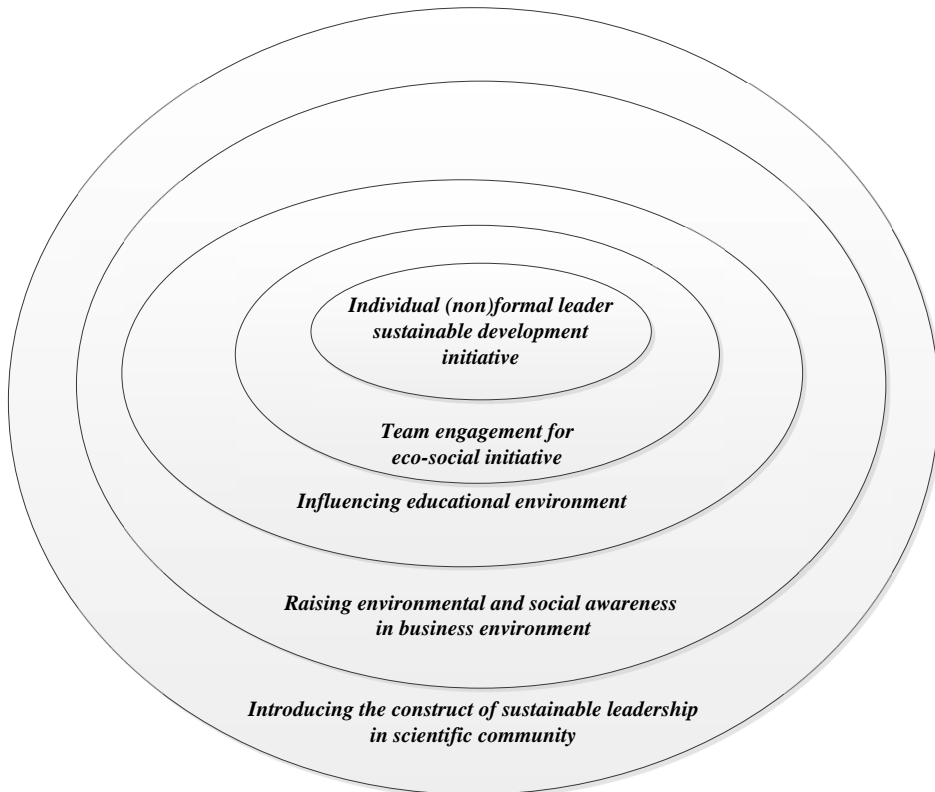 Individual (non)formal leader
sustainable development
initiative
Team engagement for
eco-social initiative
Influencing educational environment
Raising environmental and social awareness
in business environment
Introducing the construct of sustainable leadership
in scientific community